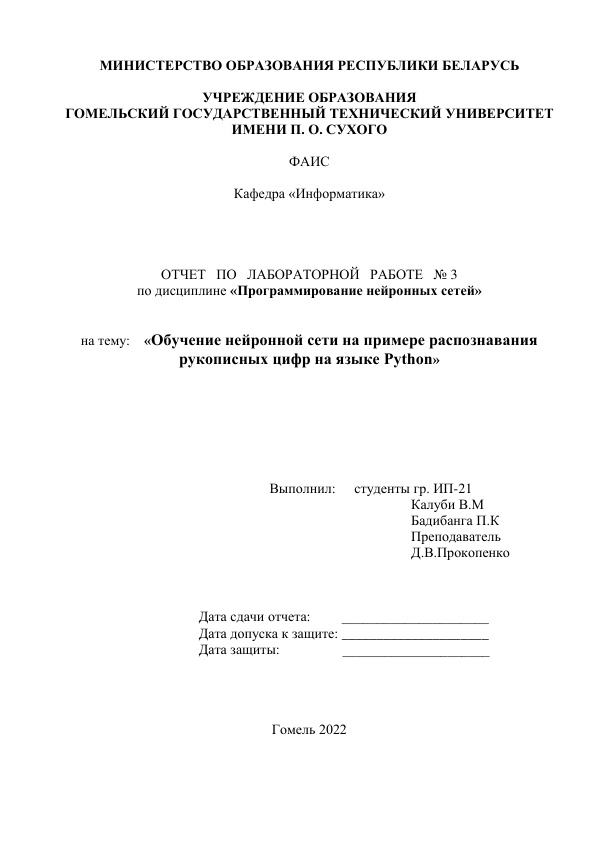 МИНИСТЕРСТВО ОБРАЗОВАНИЯ РЕСПУБЛИКИ БЕЛАРУСЬ
УЧРЕЖДЕНИЕ ОБРАЗОВАНИЯ
ГОМЕЛЬСКИЙ ГОСУДАРСТВЕННЫЙ ТЕХНИЧЕСКИЙ УНИВЕРСИТЕТ
ИМЕНИ П. О. СУХОГО
ФАИС
Кафедра «Информатика»
ОТЧЕТ ПО ЛАБОРАТОРНОЙ РАБОТЕ № 3
по дисциплине «Программирование нейронных сетей»
на тему: «Обучение нейронной сети на примере распознавания
рукописных цифр на языке Python»
Выполнил: студенты гр. ИП-21
Калуби В.М
Бадибанга П.К
Преподаватель
Д.В.Прокопенко
Дата сдачи отчета: _____________________
Дата допуска к защите: _____________________
Дата защиты: _____________________
Гомель 2022